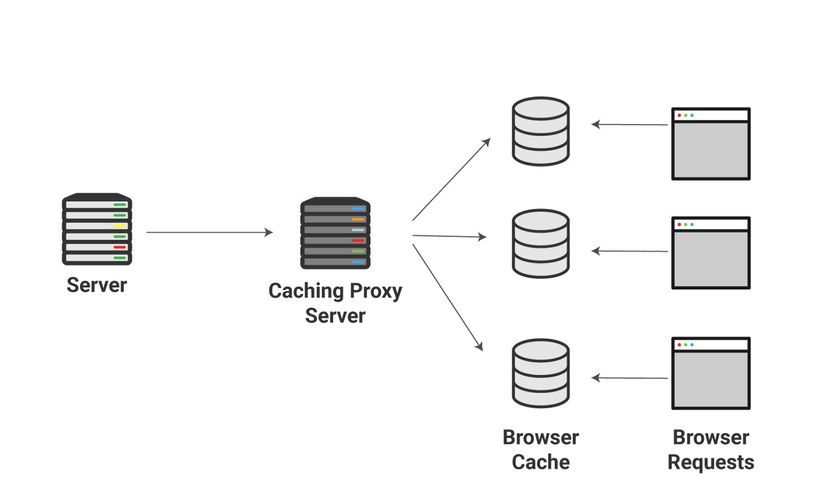 Server
Caching Proxy
Server
Browser
Cache
Browser
Requests